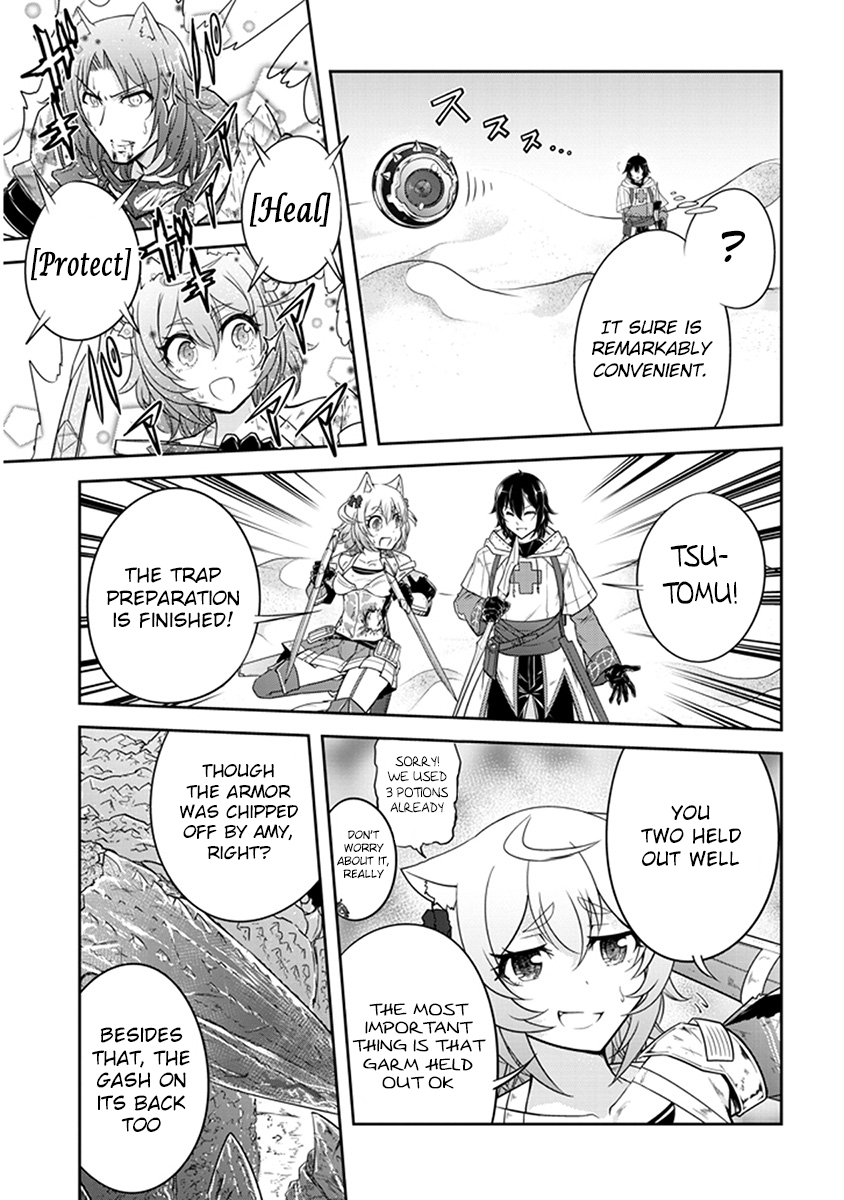 スススス...
?
IT SURE IS
REMARKABLY
CONVENIENT.
[Heal]
[Protect]
TSU-
TOMU!
THE TRAP
PREPARATION
IS FINISHED!
YOU
TWO HELD
OUT WELL
SORRY!
WE USED
3 POTIONS
ALREADY
DON'T
WORRY
ABOUT IT,
REALLY
THE MOST
IMPORTANT
THING IS THAT
GARM HELD
OUT OK
THOUGH
THE ARMOR
WAS CHIPPED
OFF BY AMY,
RIGHT?
BESIDES
THAT, THE
GASH ON
ITS BACK
TOO